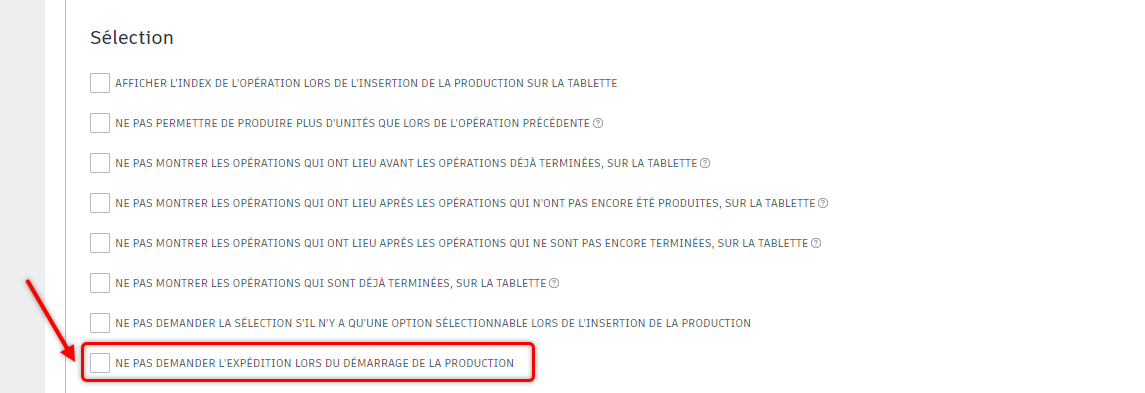 Sélection
AFFICHER L'INDEX DE L'OPÉRATION LORS DE L'INSERTION DE LA PRODUCTION SUR LA TABLETTE
NE PAS PERMETTRE DE PRODUIRE PLUS D'UNITÉS QUE LORS DE L'OPÉRATION PRÉCÉDENTE
NE PAS MONTRER LES OPÉRATIONS QUI ONT LIEU AVANT LES OPÉRATIONS DÉJÀ TERMINÉES, SUR LA TABLETTE
NE PAS MONTRER LES OPÉRATIONS QUI ONT LIEU APRÈS LES OPÉRATIONS QUI N'ONT PAS ENCORE ÉTÉ PRODUITES, SUR LA TABLETTE
NE PAS MONTRER LES OPÉRATIONS QUI ONT LIEU APRÈS LES OPÉRATIONS QUI NE SONT PAS ENCORE TERMINÉES, SUR LA TABLETTE
NE PAS MONTRER LES OPÉRATIONS QUI SONT DÉJÀ TERMINÉES, SUR LA TABLETTE
NE PAS DEMANDER LA SÉLECTION S'IL N'Y A QU'UNE OPTION SÉLECTIONNABLE LORS DE L'INSERTION DE LA PRODUCTION
NE PAS DEMANDER L'EXPÉDITION LORS DU DÉMARRAGE DE LA PRODUCTION